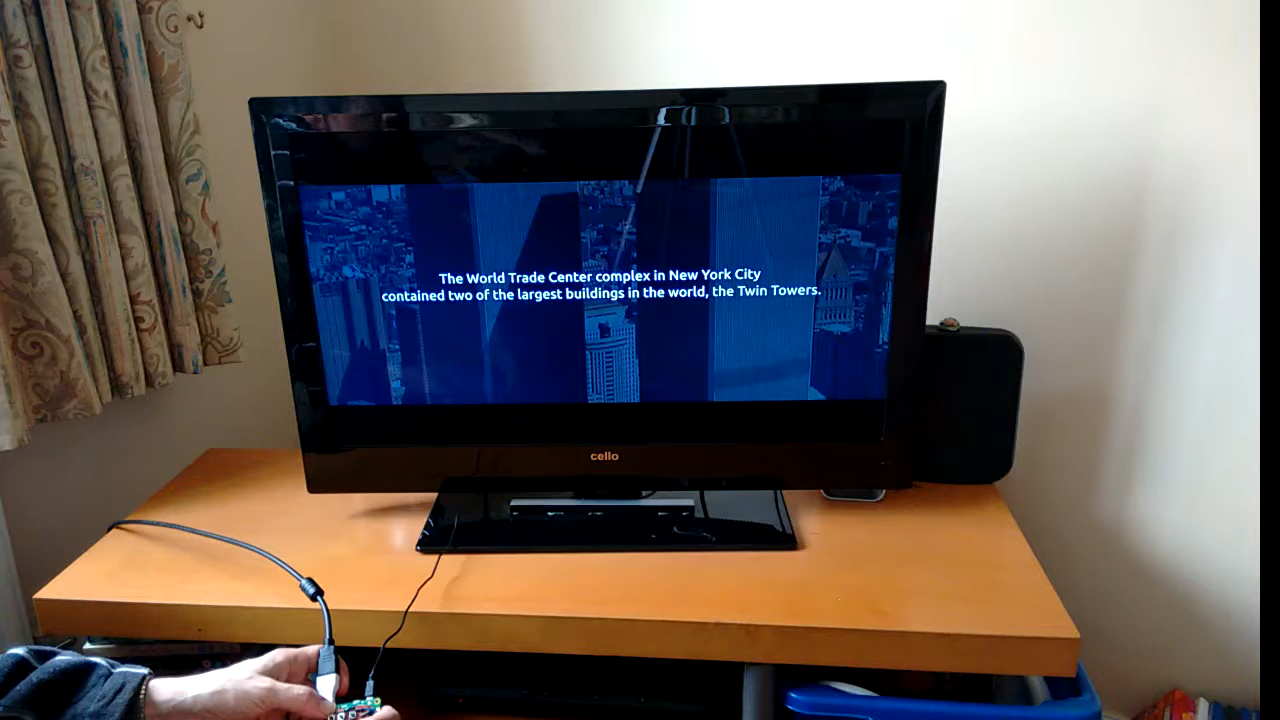 The World Trade Center complex in New York City
contained two of the largest buildings in the world, the Twin Towers.
cello